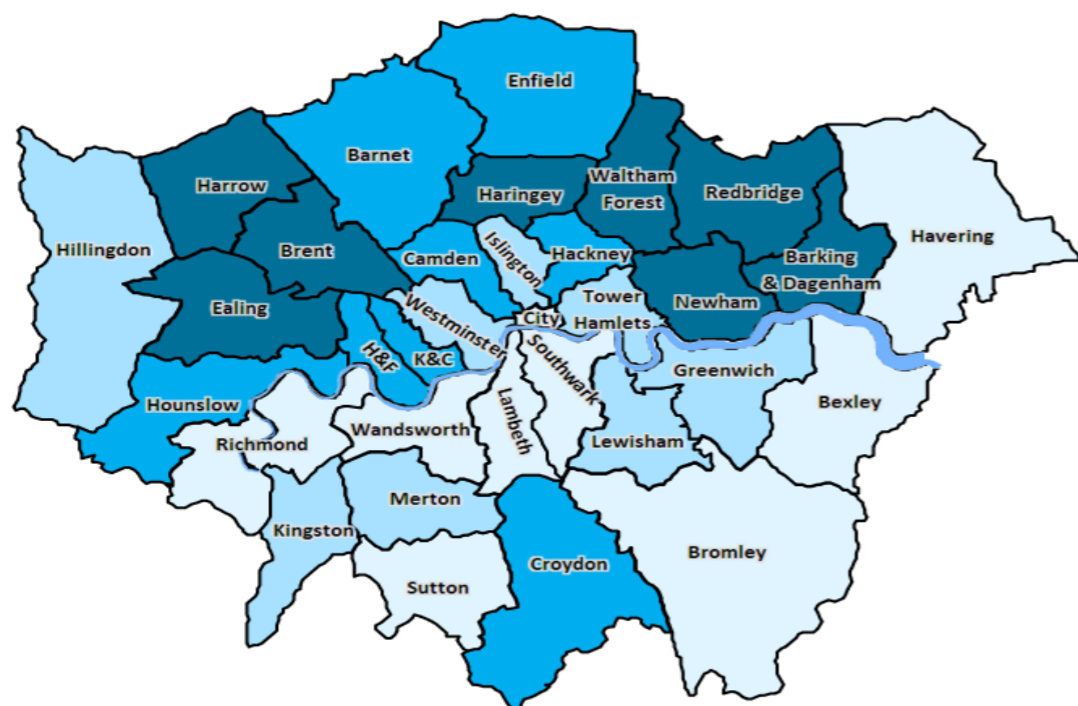 Enfield
Barnet
Harrow
Haringey
Waltham
Forest
Redbridge
Hillingdon
Brent
Camden
Islington
Hackney
Havering
Barking
& Dagenham
Ealing
Westminster
City
Tower
Hamlets
Newham
H&F
K&C
Southwark
Greenwich
Hounslow
Lambeth
Bexley
Richmond
Wandsworth
Lewisham
Merton
Kingston
Bromley
Croydon
Sutton